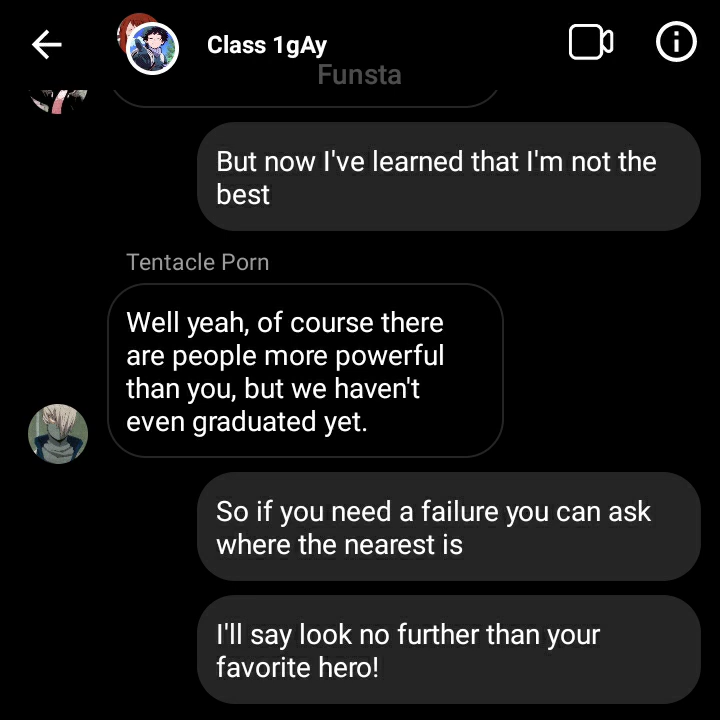 Class 1gAy
Funsta
But now I've learned that I'm not the
best
Tentacle Porn
Well yeah, of course there
are people more powerful
than you, but we haven't
even graduated yet.
So if you need a failure you can ask
where the nearest is
I'll say look no further than your
favorite hero!